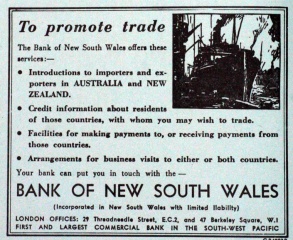 To promote trade
The Bank of New South Wales offers these
services:—
• Introductions to importers and ex-
porters in AUSTRALIA and NEW
ZEALAND.
• Credit information about residents
of those countries, with whom you may wish to trade.
• Facilities for making payments to, or receiving payments from
those countries.
• Arrangements for business visits to either or both countries.
Your bank can put you in touch with the —
BANK OF NEW SOUTH WALES
(Incorporated in New South Wales with limited liability)
LONDON OFFICES: 29 Threadneedle Street, E.C.2, and 47 Berkeley Square, W.1
FIRST AND LARGEST COMMERCIAL BANK IN THE SOUTH-WEST PACIFIC